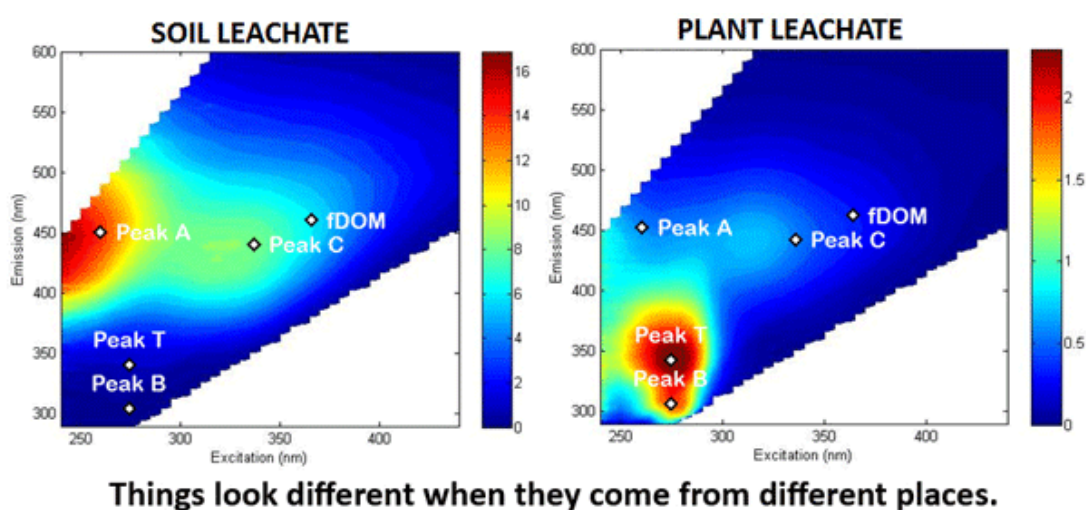 SOIL LEACHATE
600
550
500
450
400
350
300
Emission (nm)
250
300
350
400
Excitation (nm)
Peak A
fDOM
Peak C
Peak T
Peak B
16
14
12
10
8
6
4
2
0
PLANT LEACHATE
600
550
500
450
400
350
300
Emission (nm)
250
300
350
400
Excitation (nm)
Peak A
fDOM
Peak C
Peak T
Peak B
2
1.5
1
0.5
0
Things look different when they come from different places.